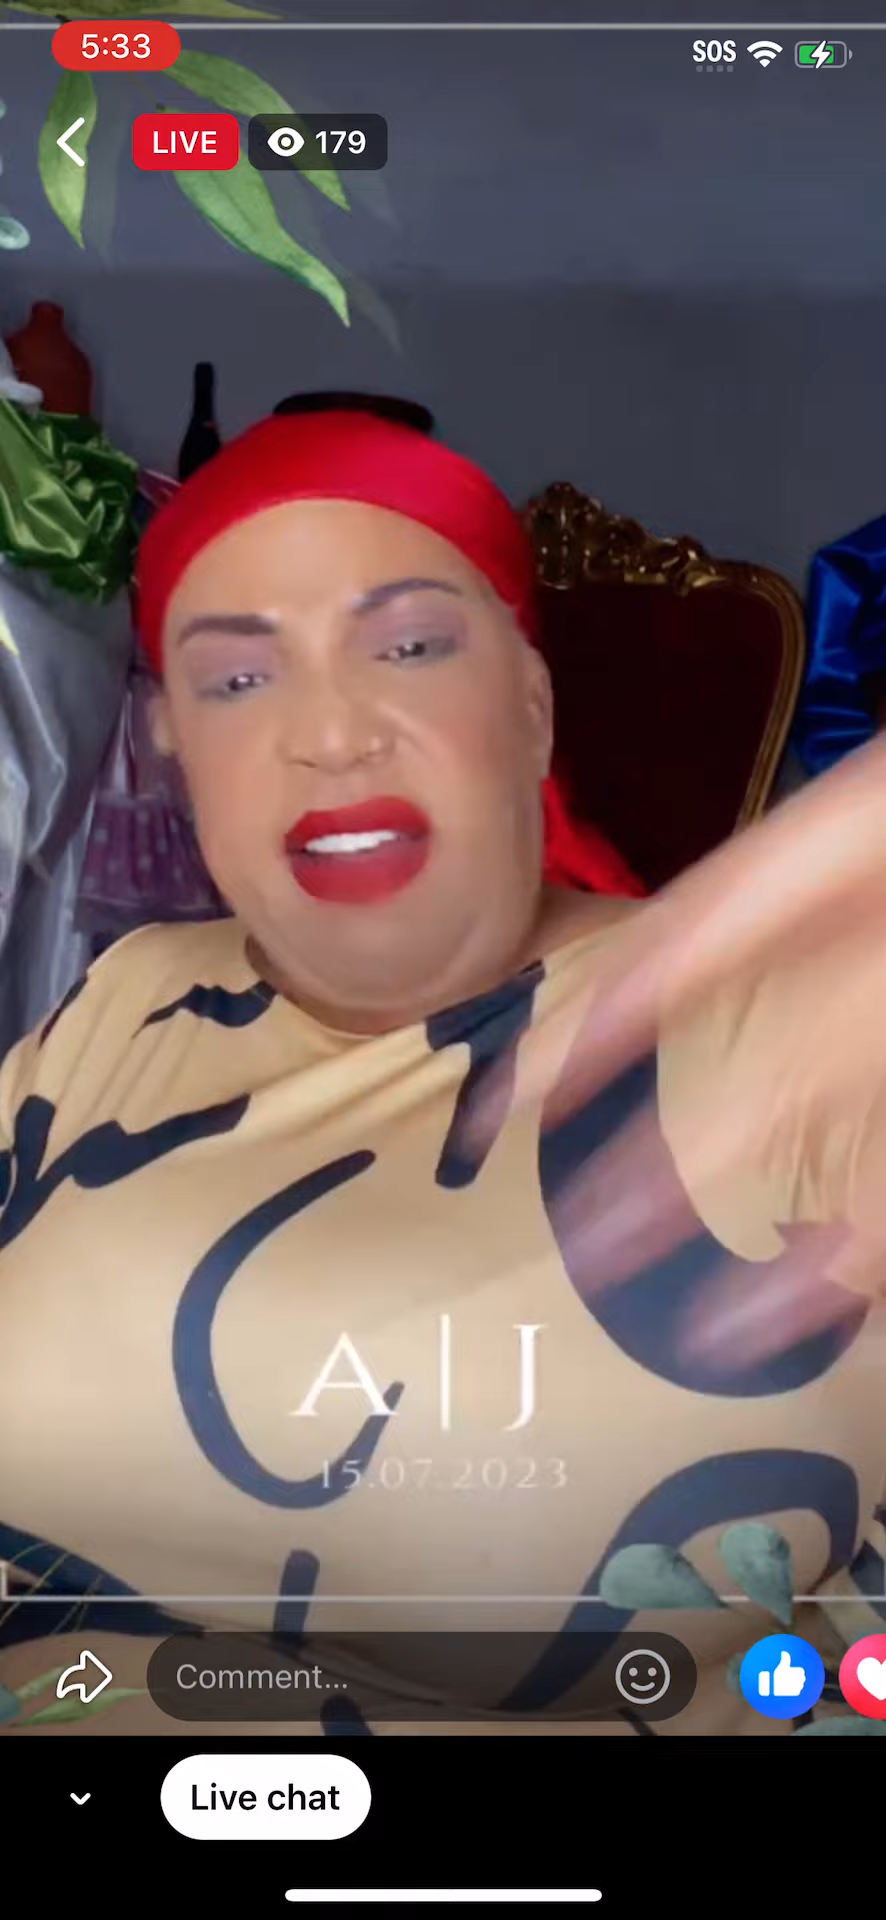 5:33
SOS
LIVE
179
A | J
15.07.2023
Comment...
Live chat